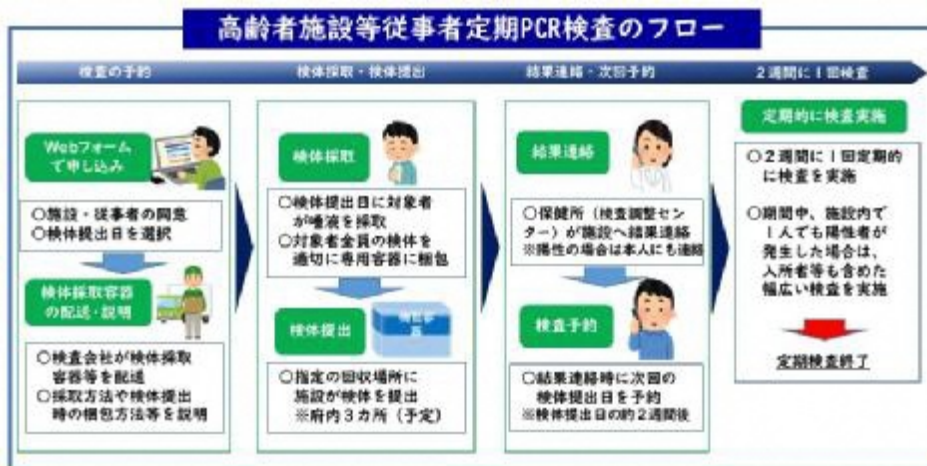 高齢者施設等従事者定期PCR検査のフロー
検査の予約
検体採取・検体提出
結果連絡・次回予約
2週間に1回検査
Webフォーム
で申し込み
○施設・従事者の同意
○検体提出日を選択
検体採取容器
の配送・説明
○検査会社が検体採取
容器等を配送
○採取方法や検体提出
時の梱包方法等を説明
検体採取
○検体提出日に対象者
が唾液を採取
○対象者全員の検体を
適切に専用容器に梱包
検体提出
○指定の回収場所に
施設が検体を提出
※府内3カ所（予定）
結果連絡
○保健所（検査調整セン
ター）が施設へ結果連絡
※陽性の場合は本人にも連絡
検査予約
○結果連絡時に次回の
検体提出日を予約
※検体提出日の約2週間後
定期的に検査実施
○2週間に1回定期的
に検査を実施
○期間中、施設内で
1人でも陽性者が
発生した場合は、
入所者等も含めた
幅広い検査を実施
定期検査終了